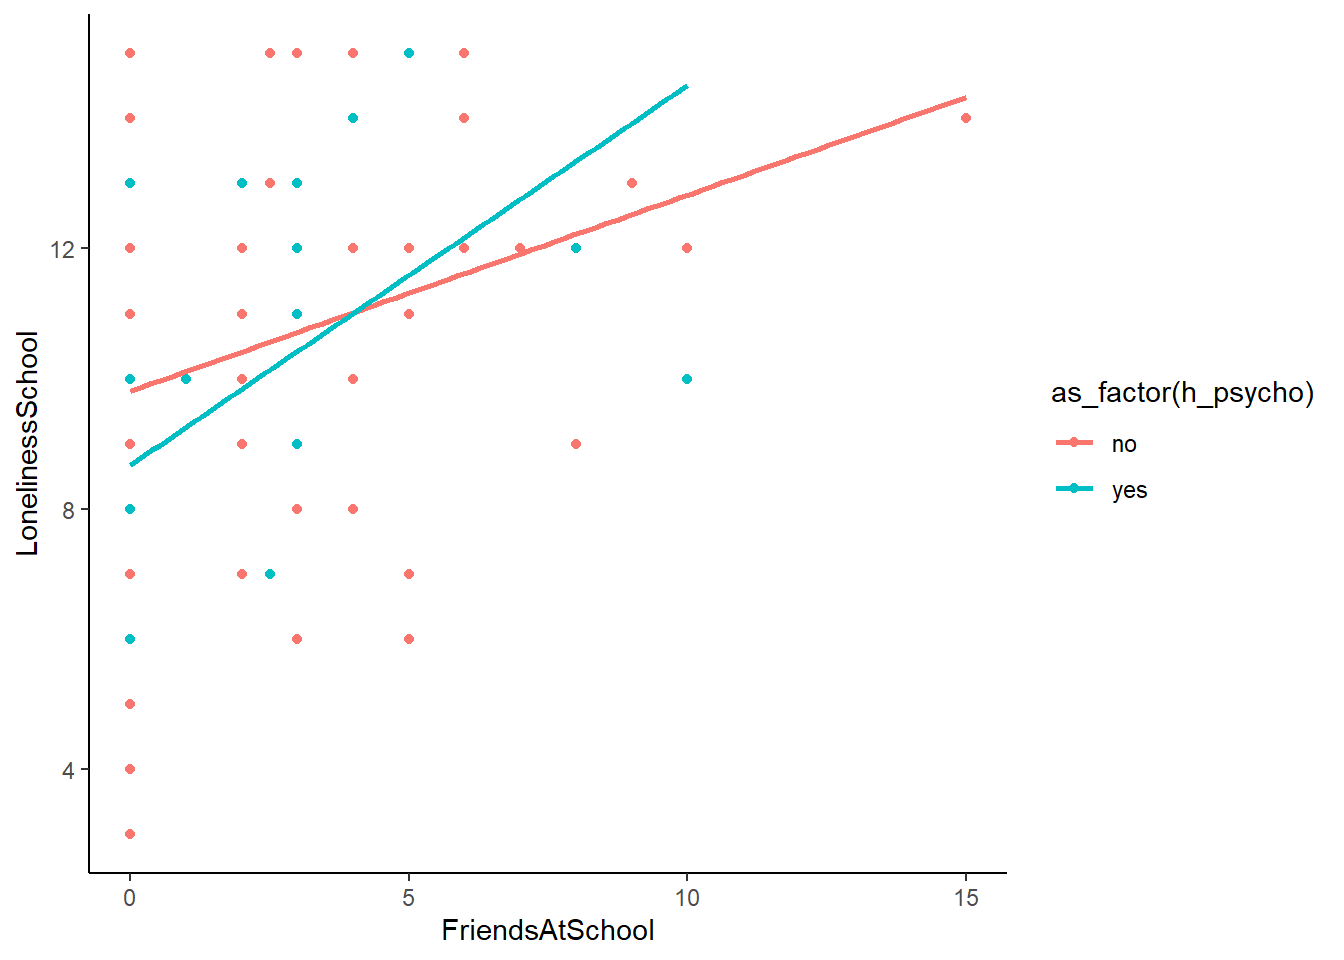 12
8
4
LonelinessSchool
0
5
10
15
FriendsAtSchool
as_factor(h_psycho)
no
yes